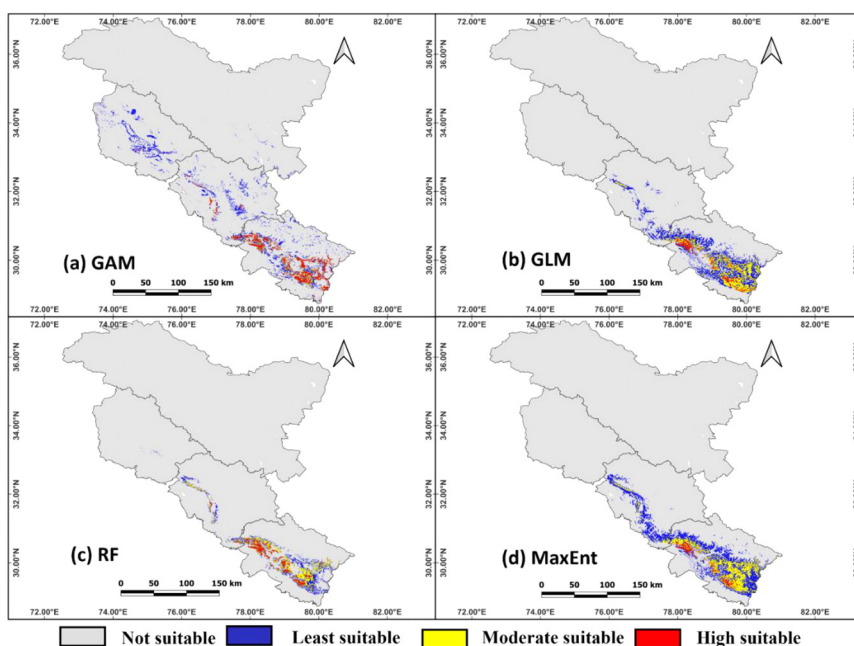 74.00°E 76.00°E 78.00°E 80.00°E 82.00°E
72.00°E 74.00°E 76.00°E 78.00°E 80.00°E 82.00°E
36.00°N 34.00°N 32.00°N 30.00°N
(a) GAM
0 50 100 150 km
36.00°N 34.00°N 32.00°N 30.00°N
(b) GLM
0 50 100 150 km
72.00°E 74.00°E 76.00°E 78.00°E 80.00°E 82.00°E
72.00°E 74.00°E 76.00°E 78.00°E 80.00°E 82.00°E
36.00°N 34.00°N 32.00°N 30.00°N
(c) RF
0 50 100 150 km
36.00°N 34.00°N 32.00°N 30.00°N
(d) MaxEnt
0 50 100 150 km
72.00°E 74.00°E 76.00°E 78.00°E 80.00°E 82.00°E
72.00°E 74.00°E 76.00°E 78.00°E 80.00°E 82.00°E
Not suitable Least suitable Moderate suitable High suitable